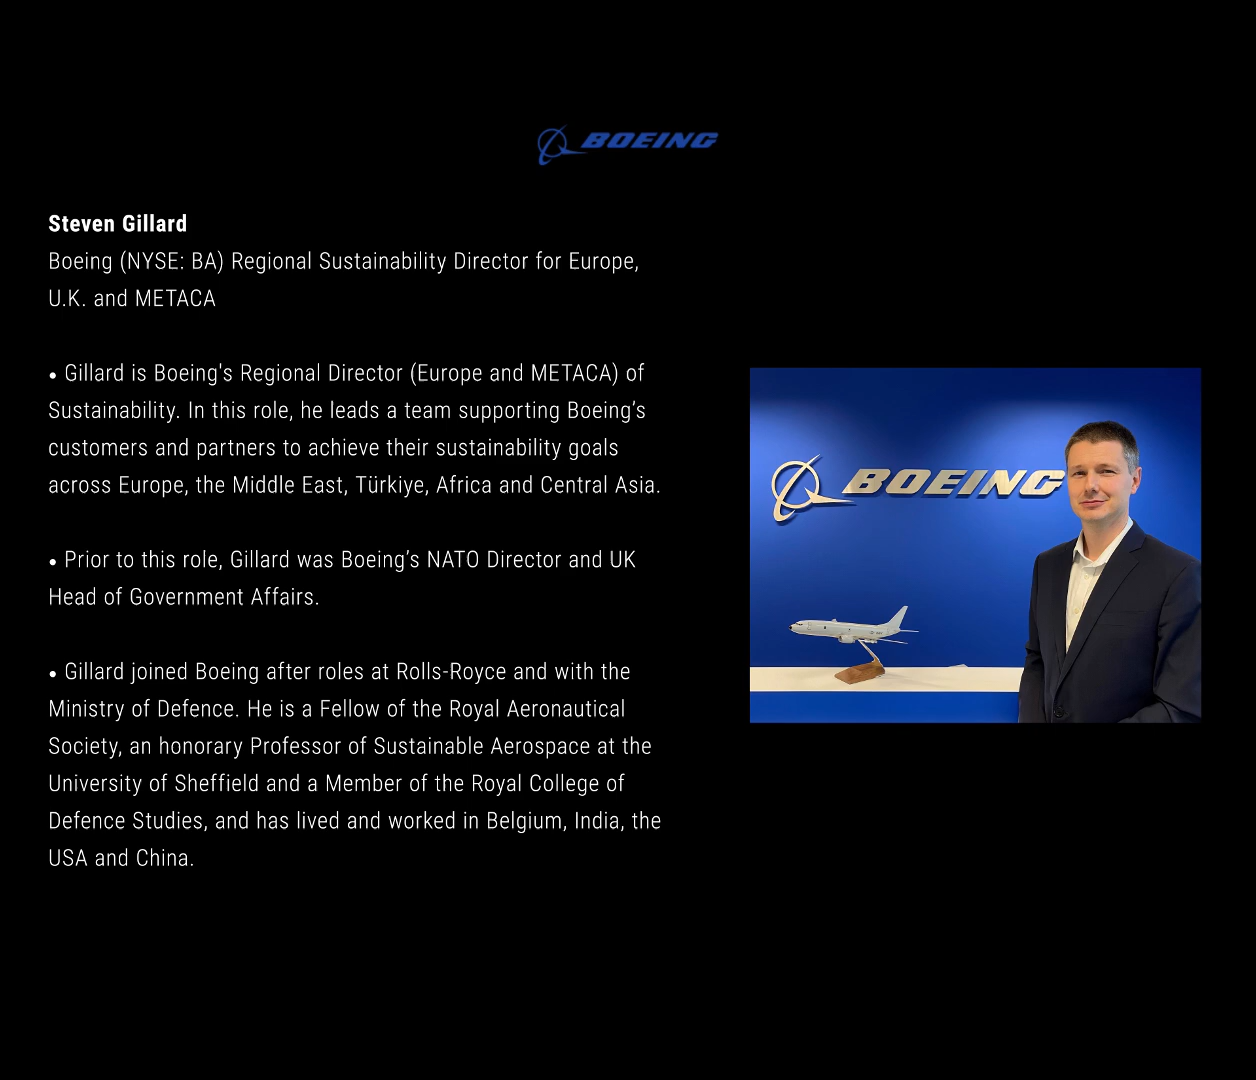 BOEING
Steven Gillard
Boeing (NYSE: BA) Regional Sustainability Director for Europe,
U.K. and METACA
• Gillard is Boeing's Regional Director (Europe and METACA) of
Sustainability. In this role, he leads a team supporting Boeing’s
customers and partners to achieve their sustainability goals
across Europe, the Middle East, Türkiye, Africa and Central Asia.
• Prior to this role, Gillard was Boeing’s NATO Director and UK
Head of Government Affairs.
• Gillard joined Boeing after roles at Rolls-Royce and with the
Ministry of Defence. He is a Fellow of the Royal Aeronautical
Society, an honorary Professor of Sustainable Aerospace at the
University of Sheffield and a Member of the Royal College of
Defence Studies, and has lived and worked in Belgium, India, the
USA and China.
BOEING